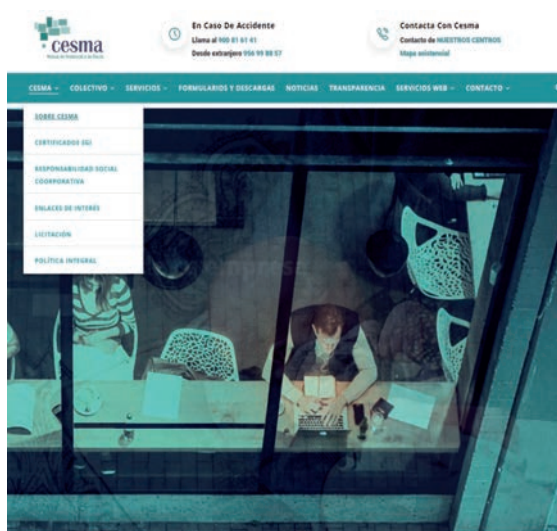 cesma
En Caso De Accidente
Llama al 900 81 61 41
Desde extranjero 956 99 88 57
Contacta Con Cesma
Contacto de NUESTROS CENTROS
Mapa asistencial
CESMA
COLECTIVO
SERVICIOS
FORMULARIOS Y DESCARGAS
NOTICIAS
TRANSPARENCIA
SERVICIOS WEB
CONTACTO
SOBRE CESMA
CERTIFICADOS SGI
RESPONSABILIDAD SOCIAL
COORPORATIVA
ENLACES DE INTERÉS
LICITACIÓN
POLÍTICA INTEGRAL